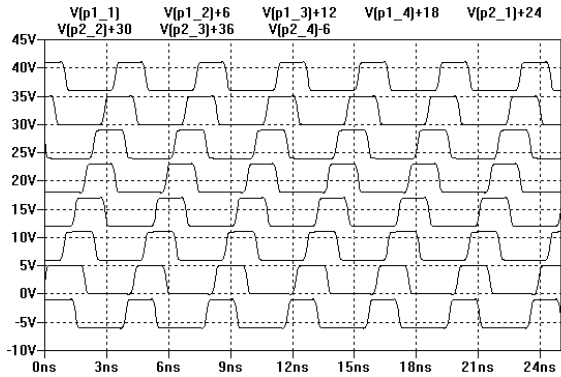 V(p1_1) V(p1_2)+6 V(p1_3)+12 V(p1_4)+18 V(p2_1)+24
V(p2_2)+30 V(p2_3)+36 V(p2_4)-6
45V
40V
35V
30V
25V
20V
15V
10V
5V
0V
-5V
-10V
0ns 3ns 6ns 9ns 12ns 15ns 18ns 21ns 24ns